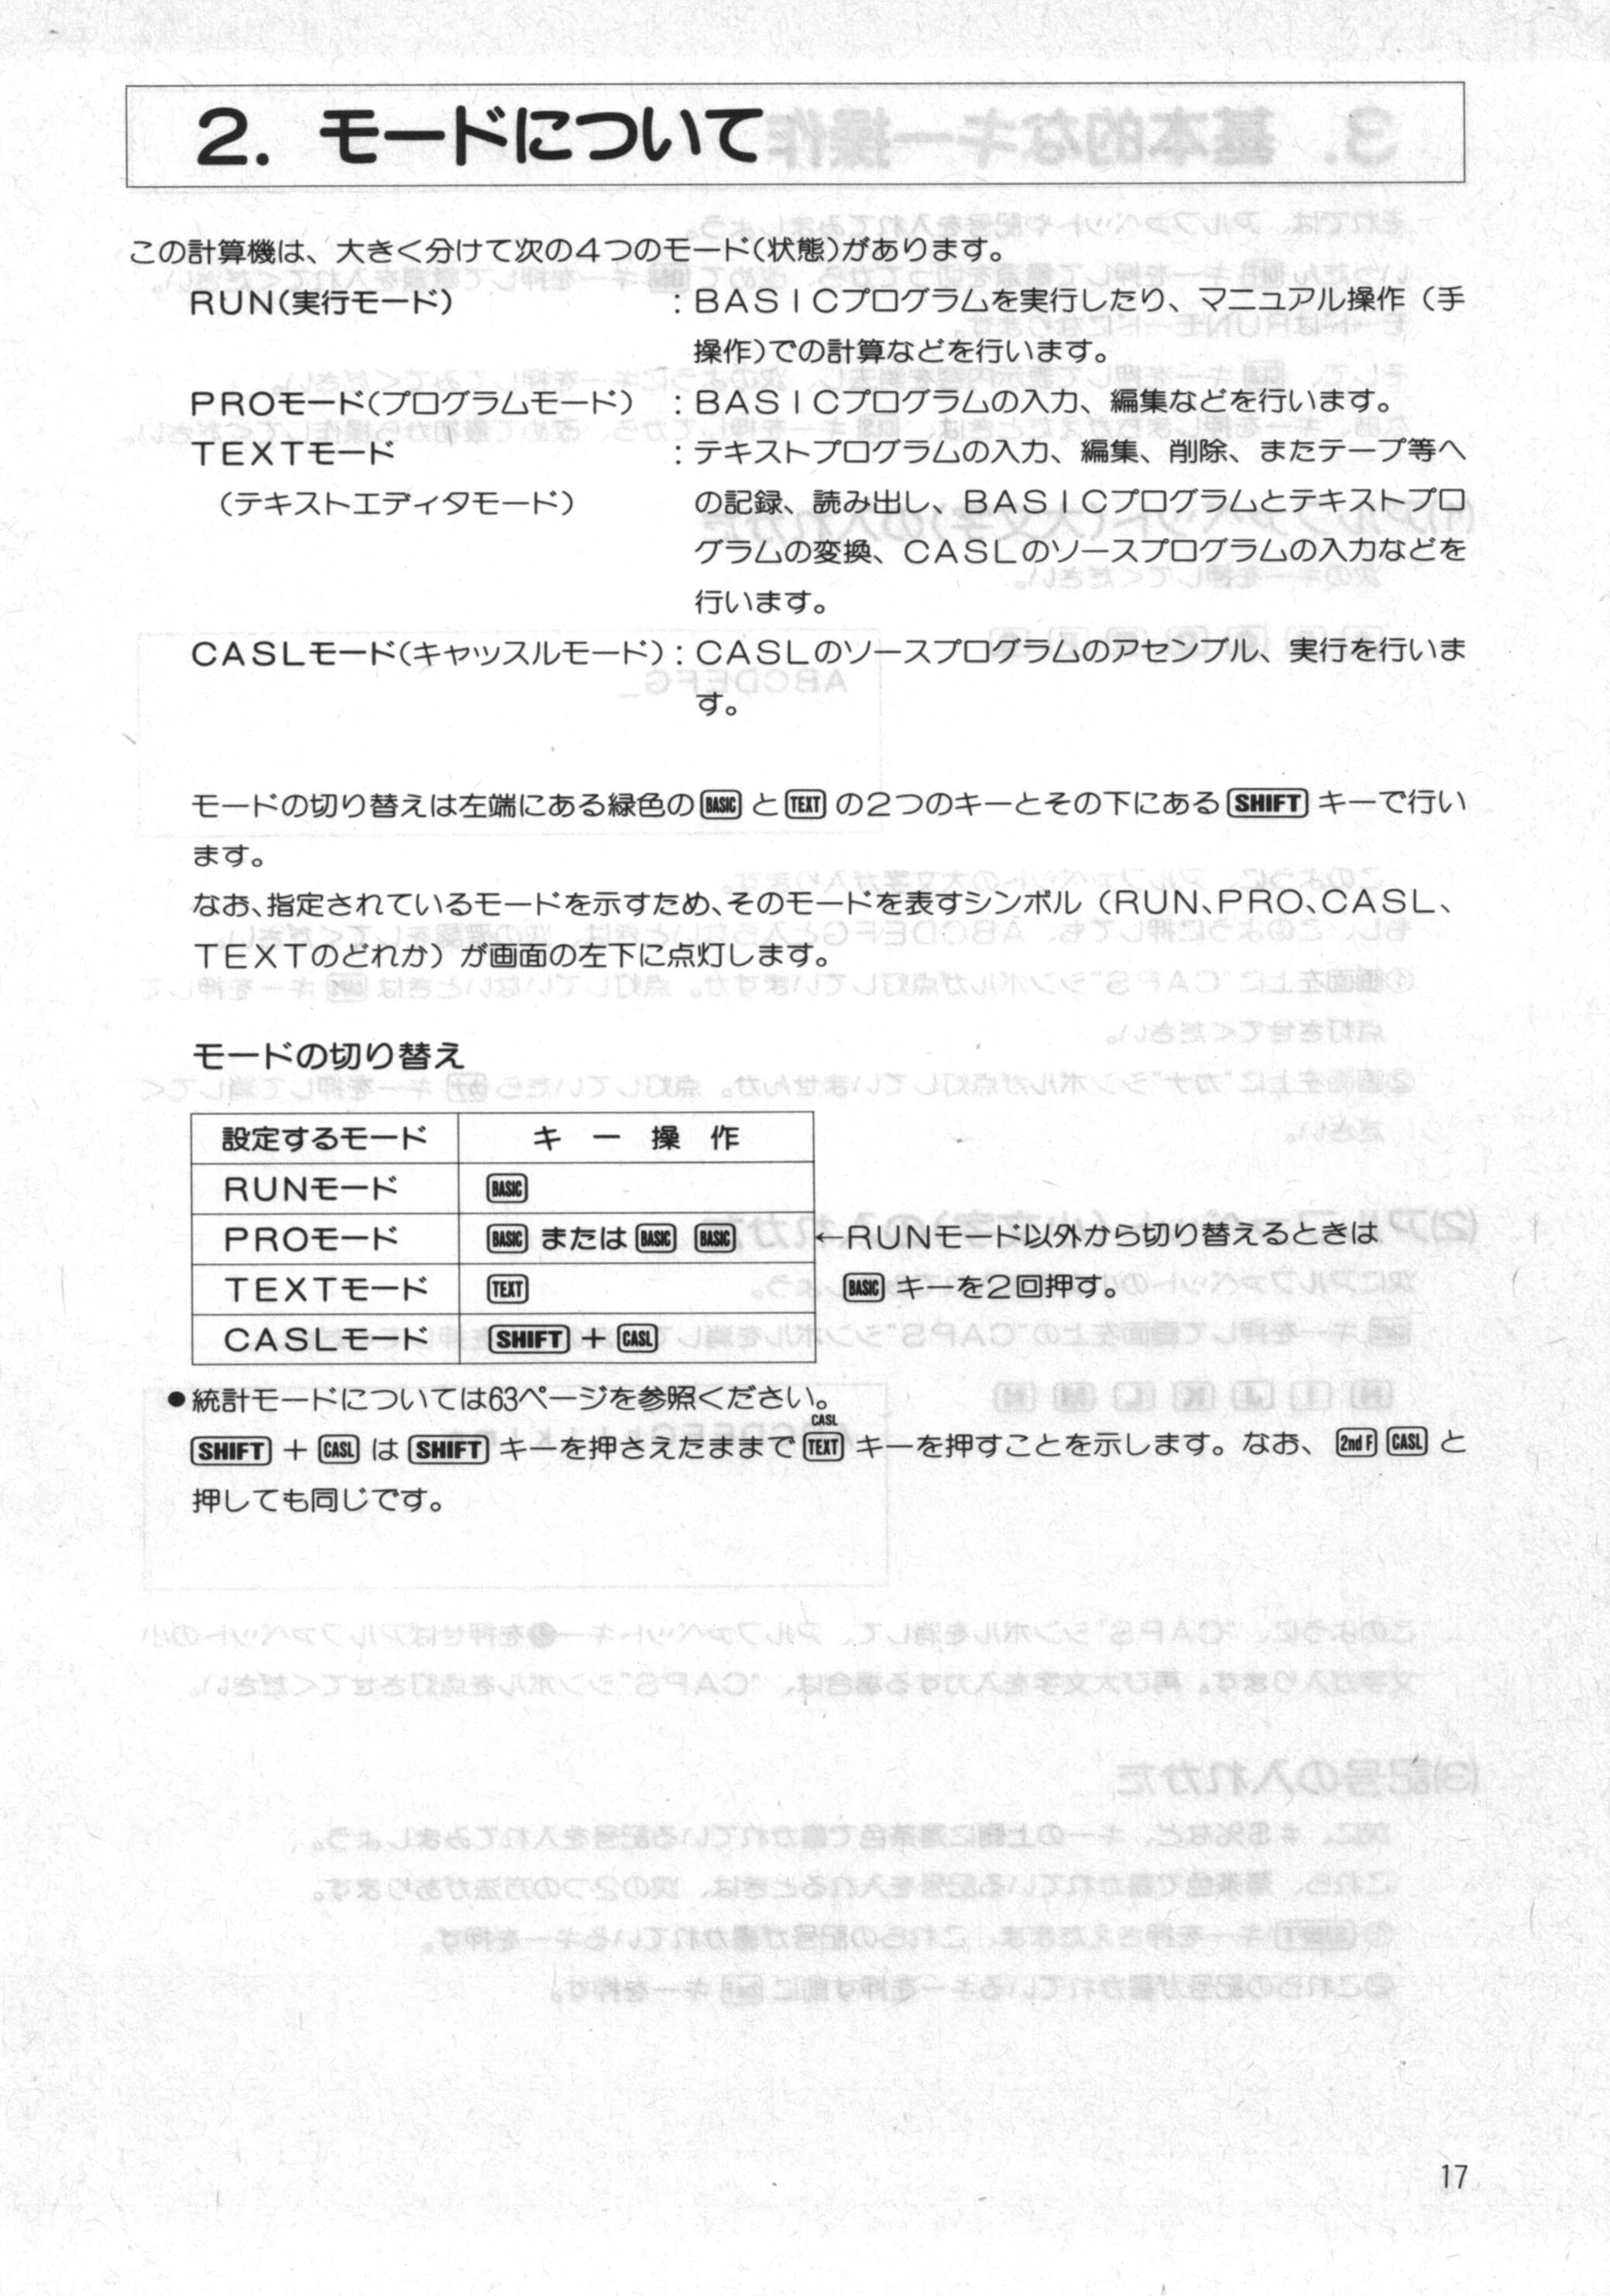 2. モードについて
この計算機は、大きく分けて次の4つのモード(状態)があります。
RUN(実行モード) : BASICプログラムを実行したり、マニュアル操作(手
操作)での計算などを行います。
PROモード(プログラムモード) : BASICプログラムの入力、編集などを行います。
TEXTモード : テキストプログラムの入力、編集、削除、またテープ等へ
(テキストエディタモード) の記録、読み出し、BASICプログラムとテキストプロ
グラムの変換、CASLのソースプログラムの入力などを
行います。
CASLモード(キャッスルモード) : CASLのソースプログラムのアセンブル、実行を行いま
す。
モードの切り替えは左端にある緑色の BASIC と TEXT の2つのキーとその下にある SHIFT キーで行い
ます。
なお、指定されているモードを示すため、そのモードを表すシンボル(RUN、PRO、CASL、
TEXTのどれか)が画面の左下に点灯します。
モードの切り替え
設定するモード キー操作
RUNモード BASIC
PROモード BASIC または BASIC BASIC ←RUNモード以外から切り替えるときは
TEXTモード TEXT BASIC キーを2回押す。
CASLモード SHIFT + CASL
●統計モードについては63ページを参照ください。
CASL
SHIFT + CASL は SHIFT キーを押さえたままで TEXT キーを押すことを示します。なお、 2nd F CASL と
押しても同じです。
17